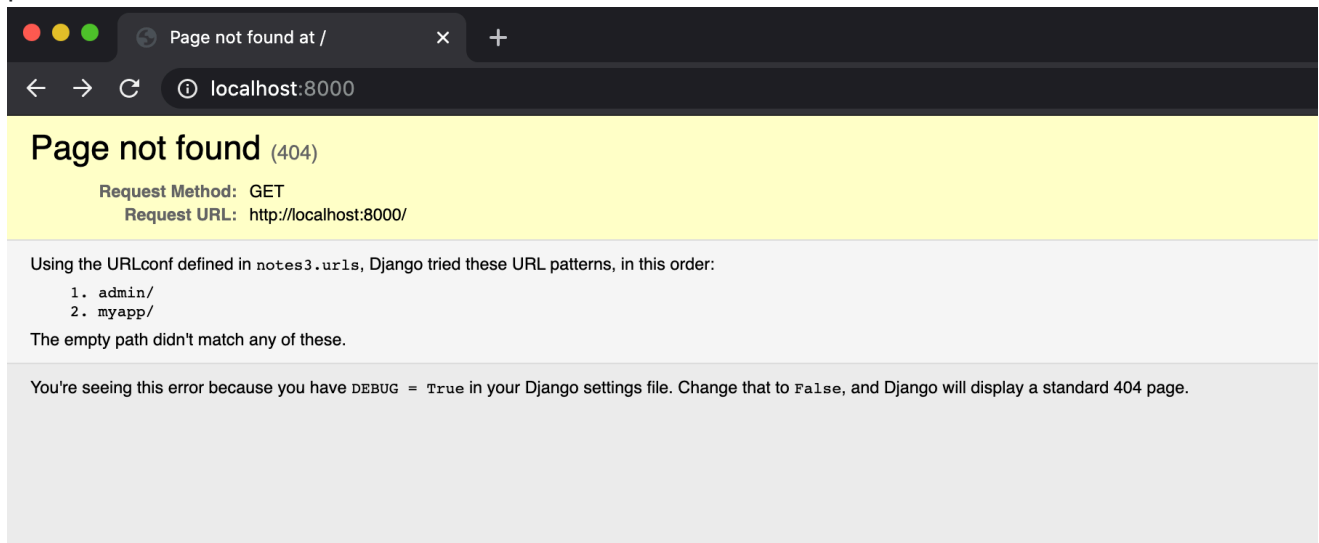 Page not found at /
localhost:8000
Page not found (404)
Request Method: GET
Request URL: http://localhost:8000/
Using the URLconf defined in notes3.urls, Django tried these URL patterns, in this order:
1. admin/
2. myapp/
The empty path didn't match any of these.
You're seeing this error because you have DEBUG = True in your Django settings file. Change that to False, and Django will display a standard 404 page.